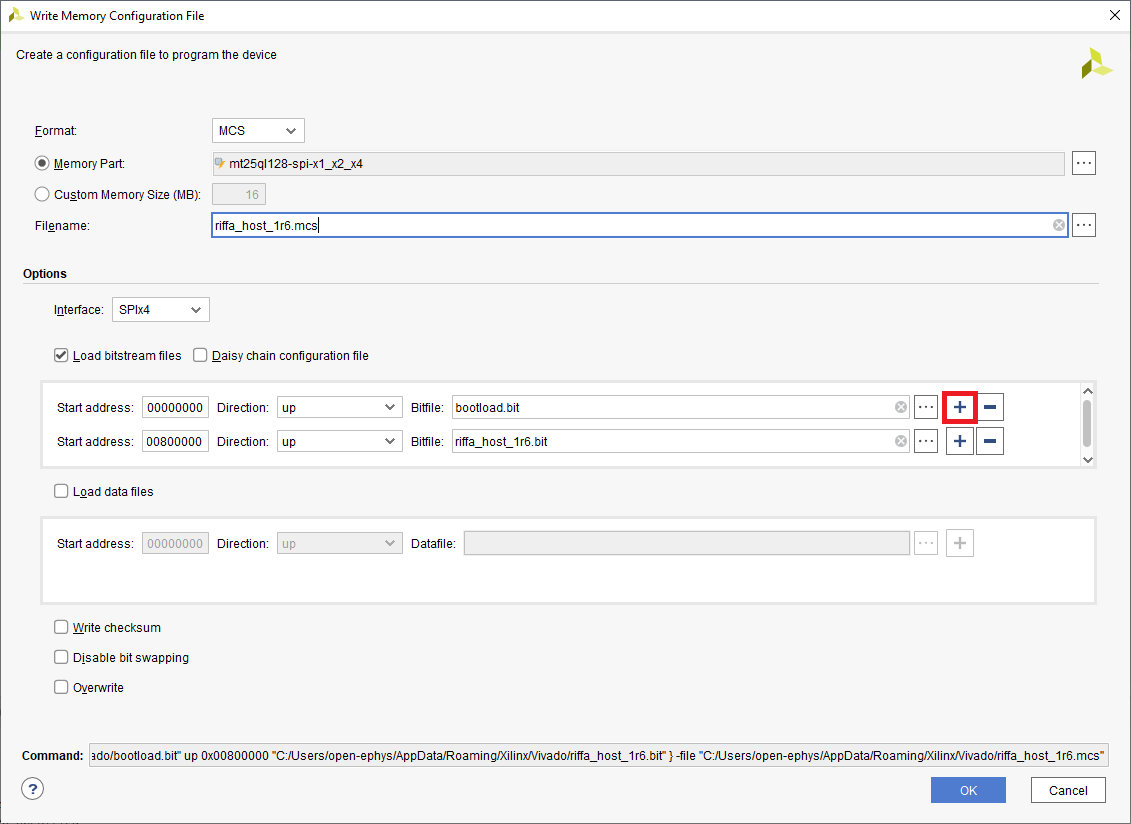 Write Memory Configuration File
Create a configuration file to program the device
Format: MCS
Memory Part: mt25ql128-spi-x1_x2_x4
Custom Memory Size (MB): 16
Filename: riffa_host_1r6.mcs
Options
Interface: SPIx4
Load bitstream files Daisy chain configuration file
Start address: 00000000 Direction: up Bitfile: bootload.bit
Start address: 00800000 Direction: up Bitfile: riffa_host_1r6.bit
Load data files
Start address: 00000000 Direction: up Datafile:
Write checksum
Disable bit swapping
Overwrite
Command: ado/bootload.bit" up 0x00800000 "C:/Users/open-ephys/AppData/Roaming/Xilinx/Vivado/riffa_host_1r6.bit" } -file "C:/Users/open-ephys/AppData/Roaming/Xilinx/Vivado/riffa_host_1r6.mcs"
? OK Cancel